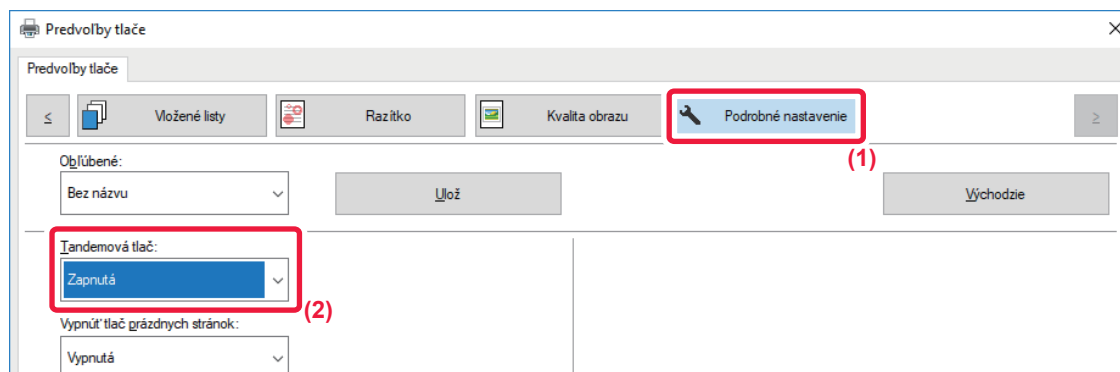 Predvoľby tlače
Predvoľby tlače
< Vložené listy Razítko Kvalita obrazu Podrobné nastavenie >
(1)
Obľúbené:
Bez názvu Ulož Východzie
Tandemová tlač:
Zapnutá
(2)
Vypnúť tlač prázdnych stránok:
Vypnutá